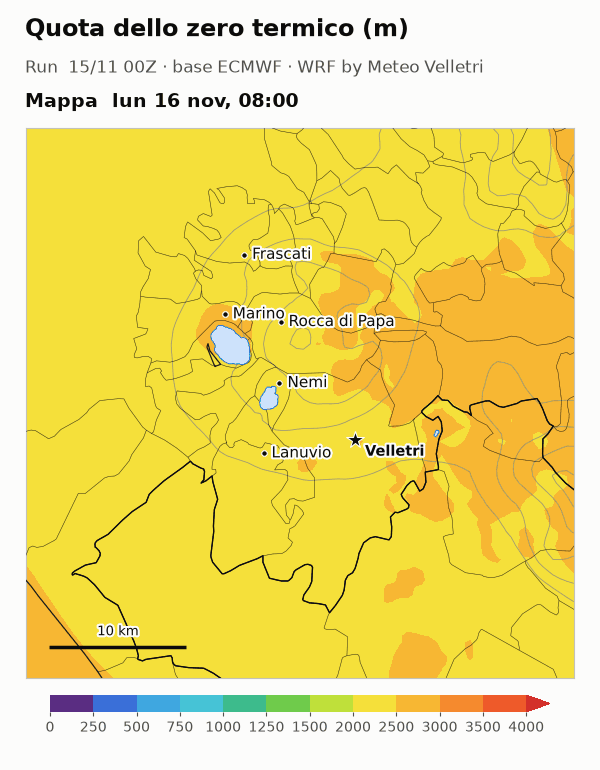 Quota dello zero termico (m)
Run  15/11 00Z · base ECMWF · WRF by Meteo Velletri
Mappa  lun 16 nov, 08:00
Frascati
Marino
Rocca di Papa
Nemi
Velletri
Lanuvio
10 km
0 250 500 750 1000 1250 1500 2000 2500 3000 3500 4000